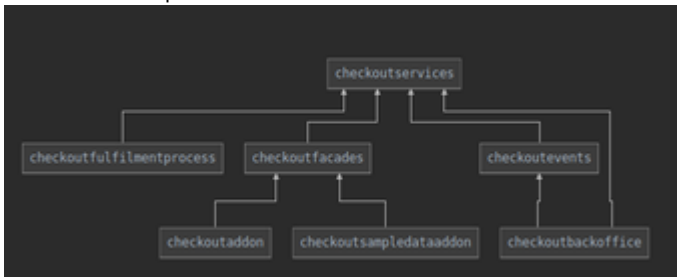 checkoutservices
checkoutfulfilmentprocess
checkoutfacades
checkoutevents
checkoutaddon
checkoutsampledataaddon
checkoutbackoffice